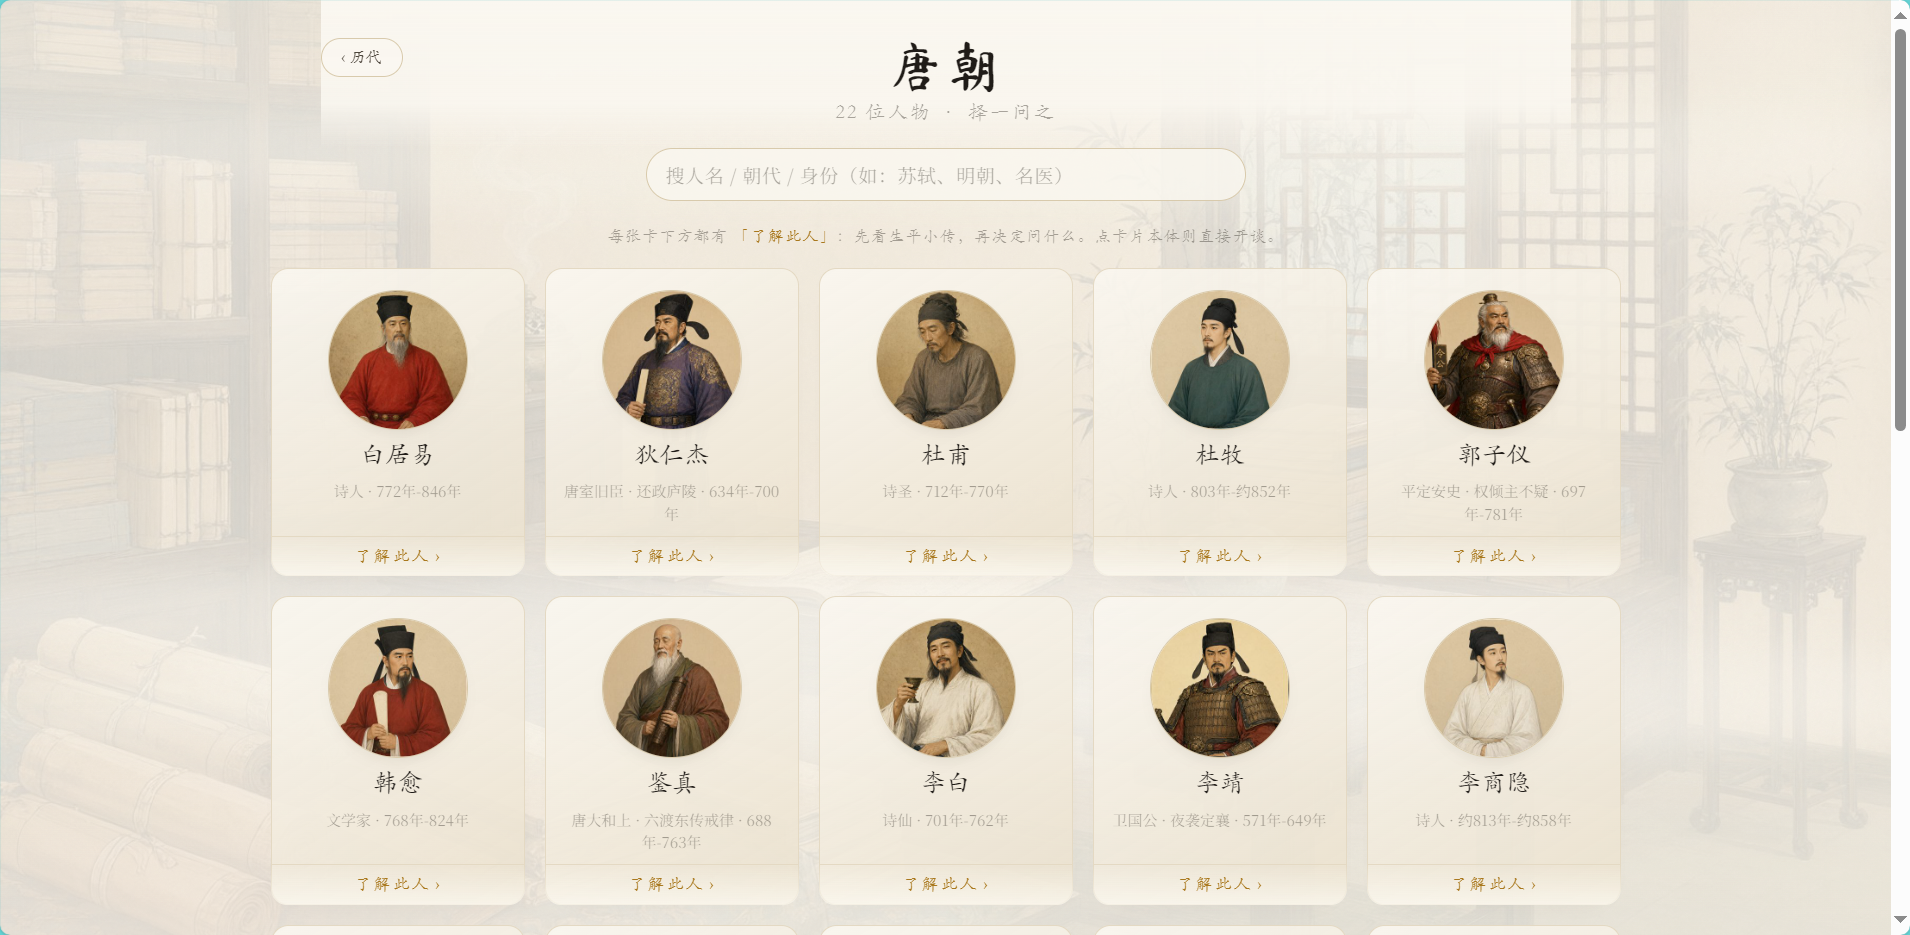 ‹ 历代
唐朝
22 位人物 · 择一问之
搜人名 / 朝代 / 身份（如：苏轼、明朝、名医）
每张卡下方都有「了解此人」：先看生平小传，再决定问什么。点卡片本体则直接开谈。
白居易
诗人 · 772年-846年
了解此人 ›
狄仁杰
唐室旧臣 · 还政庐陵 · 634年-700
年
了解此人 ›
杜甫
诗圣 · 712年-770年
了解此人 ›
杜牧
诗人 · 803年-约852年
了解此人 ›
郭子仪
平定安史 · 权倾主不疑 · 697
年-781年
了解此人 ›
韩愈
文学家 · 768年-824年
了解此人 ›
鉴真
唐大和上 · 六渡东传戒律 · 688
年-763年
了解此人 ›
李白
诗仙 · 701年-762年
了解此人 ›
李靖
卫国公 · 夜袭定襄 · 571年-649年
了解此人 ›
李商隐
诗人 · 约813年-约858年
了解此人 ›